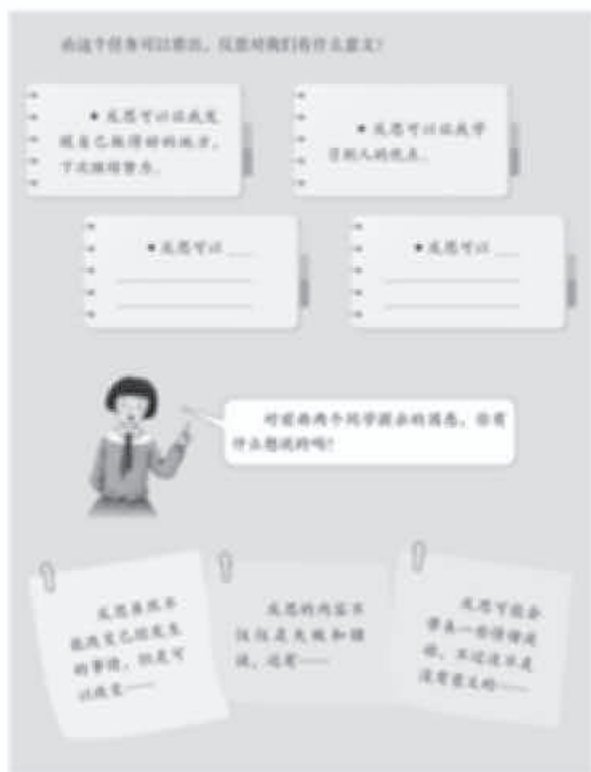 由这个任务可以看出，反思对我们有什么意义？
● 反思可以让我发
现自己做得好的地方，
下次继续努力。
● 反思可以让我学
习别人的优点。
● 反思可以
● 反思可以
对前面两个同学提出的困惑，你有
什么想说的吗？
反思虽然不
能改变已经发生
的事情，但是可
以改变……
反思的内容不
仅仅是失败和错
误，还有……
反思可能会
带来一些情绪波
动，不过这不是
没有意义的……